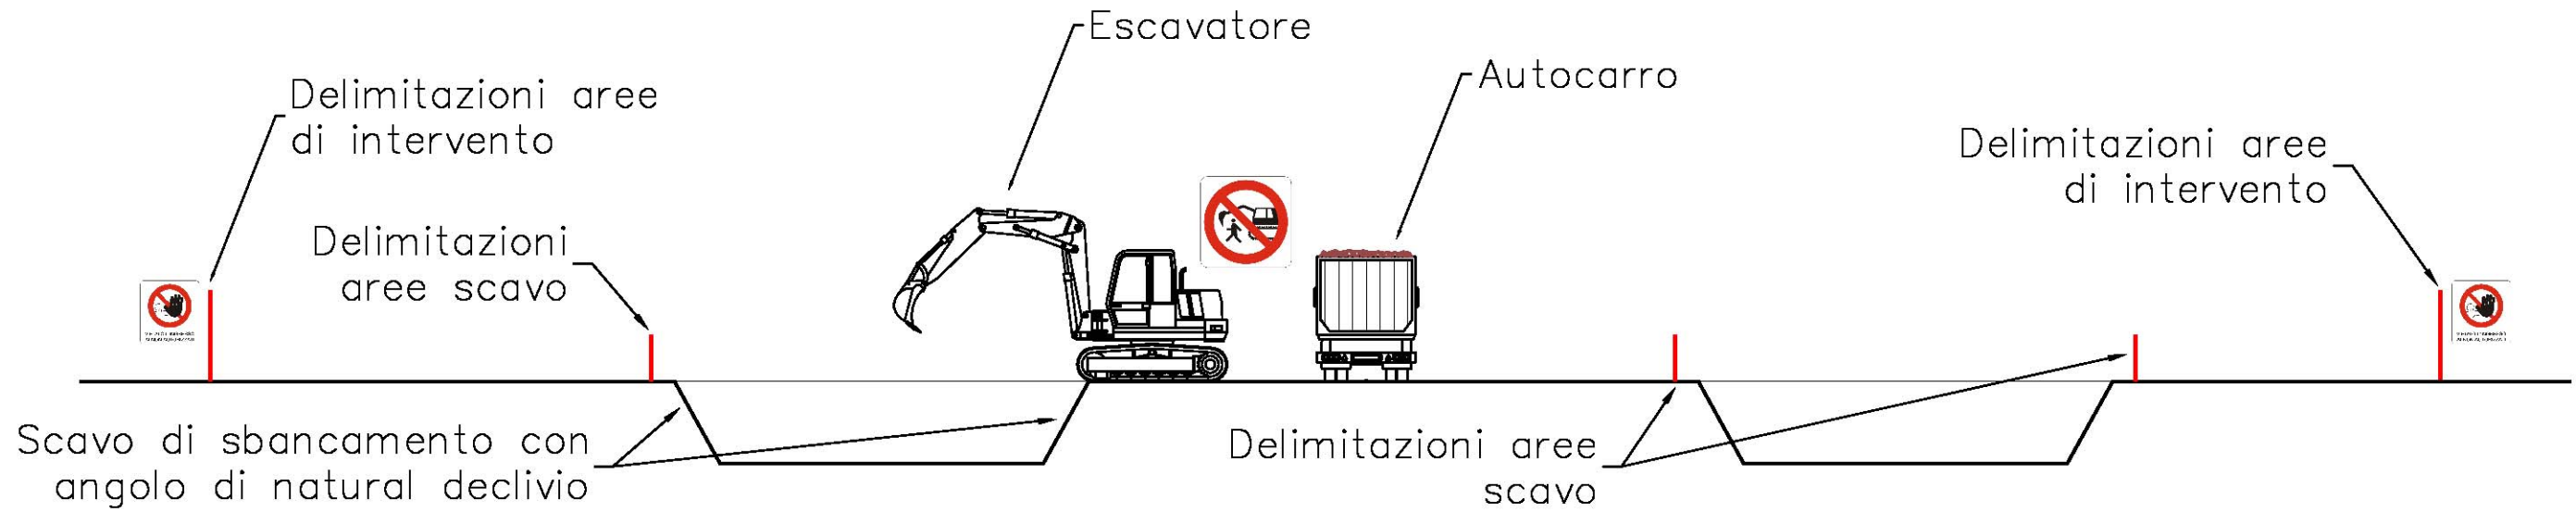 Escavatore
Autocarro
Delimitazioni aree
di intervento
Delimitazioni aree
di intervento
Delimitazioni
aree scavo
Scavo di sbancamento con
angolo di natural declivio
Delimitazioni aree
scavo